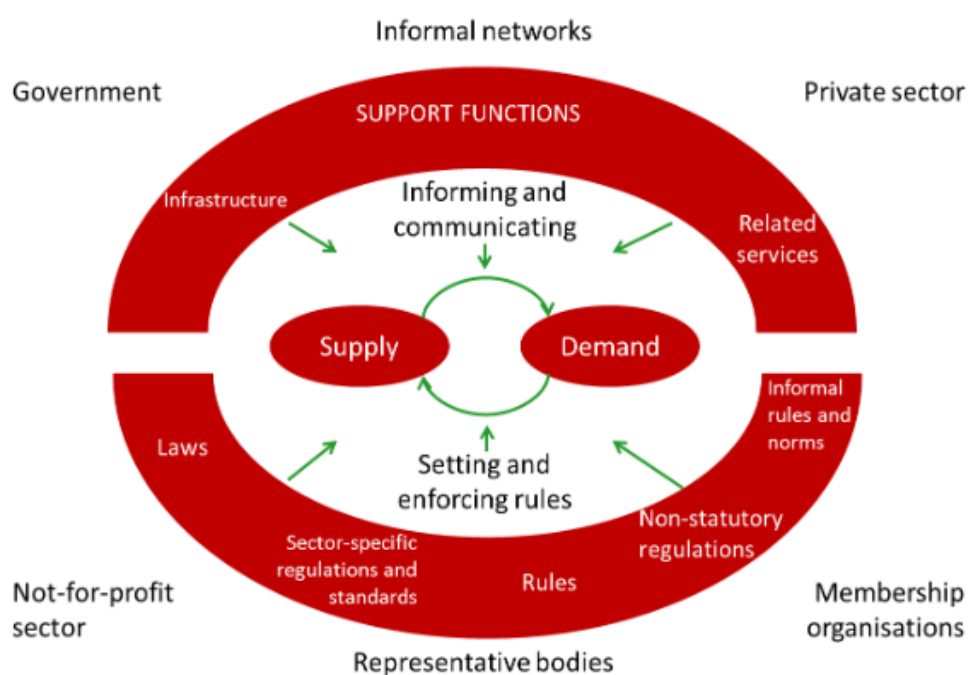 Informal networks
Government
Private sector
SUPPORT FUNCTIONS
Infrastructure
Informing and
communicating
Related
services
Supply
Demand
Informal
rules and
norms
Laws
Setting and
enforcing rules
Non-statutory
regulations
Sector-specific
regulations and
standards
Rules
Not-for-profit
sector
Membership
organisations
Representative bodies